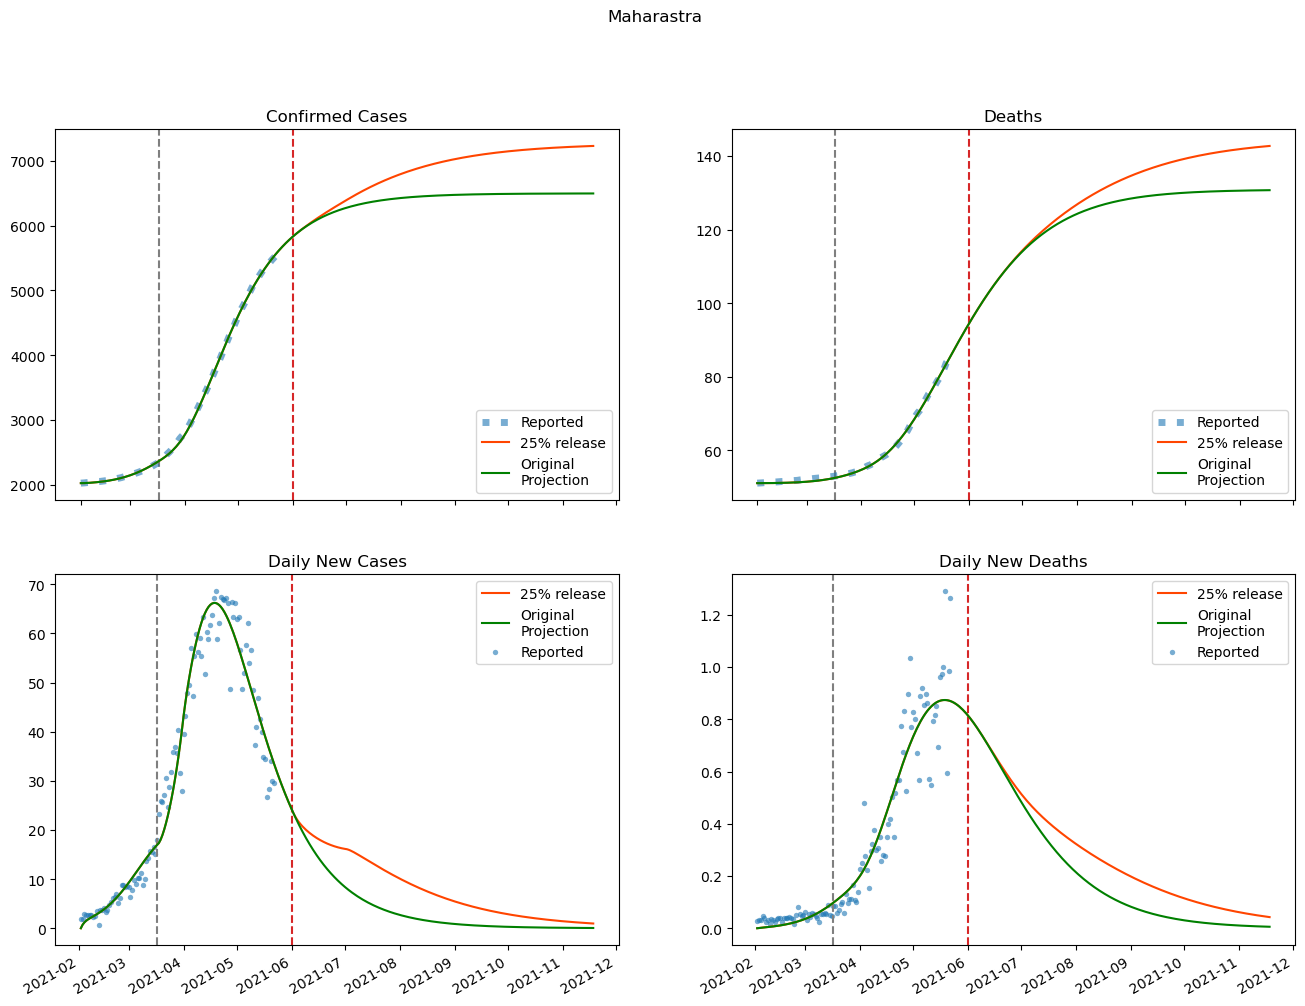 Maharastra
Confirmed Cases
7000
6000
5000
4000
3000
2000
Reported
25% release
Original
Projection
Deaths
140
120
100
80
60
Reported
25% release
Original
Projection
Daily New Cases
70
60
50
40
30
20
10
0
25% release
Original
Projection
Reported
2021-02
2021-03
2021-04
2021-05
2021-06
2021-07
2021-08
2021-09
2021-10
2021-11
2021-12
Daily New Deaths
1.2
1.0
0.8
0.6
0.4
0.2
0.0
25% release
Original
Projection
Reported
2021-02
2021-03
2021-04
2021-05
2021-06
2021-07
2021-08
2021-09
2021-10
2021-11
2021-12